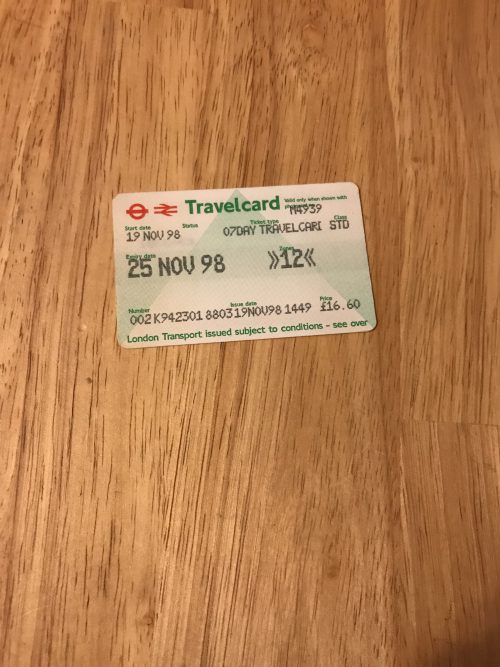 Travelcard Valid only when shown with
M4939
Start date Status Ticket type Class
19 NOV 98 07DAY TRAVELCARI STD
Expiry date Zones
25 NOV 98 »12«
Number Issue date Price
002 K942301 8803 19NOV98 1449 £16.60
London Transport issued subject to conditions - see over